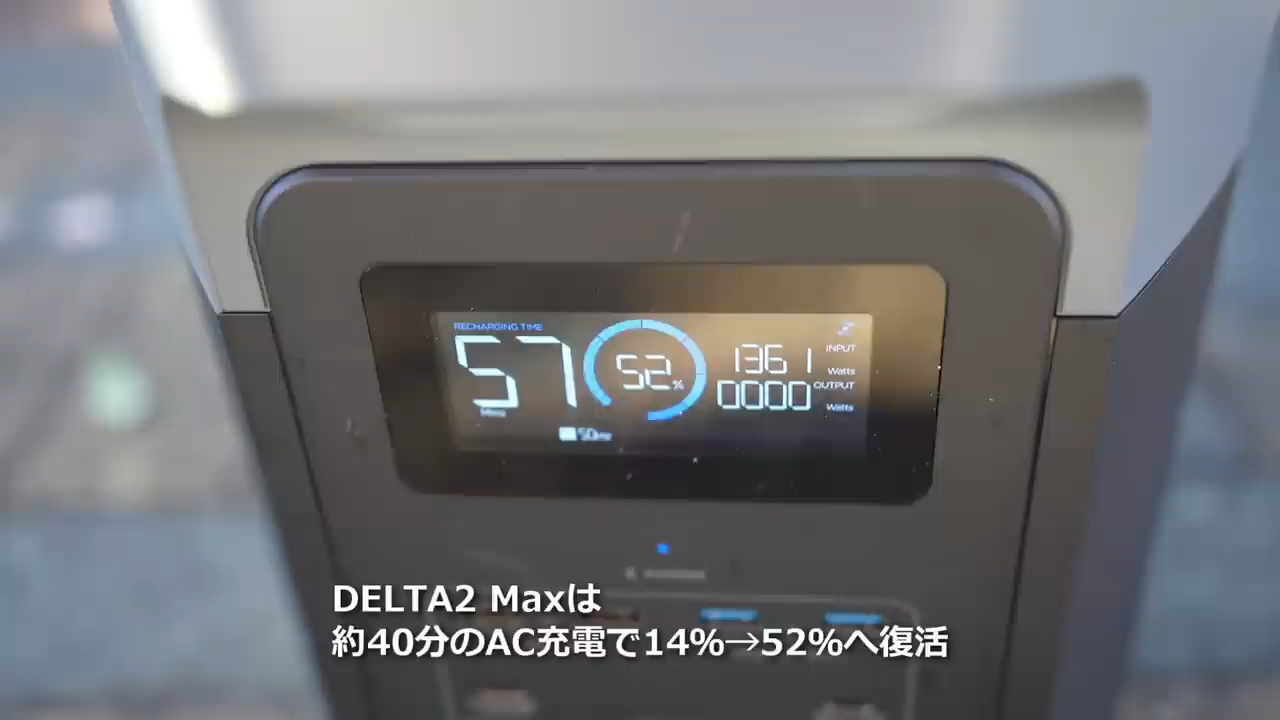 RECHARGING TIME
57
Mins
52%
1361
INPUT
Watts
0000
OUTPUT
Watts
50Hz
DELTA2 Maxは
約40分のAC充電で14%→52%へ復活